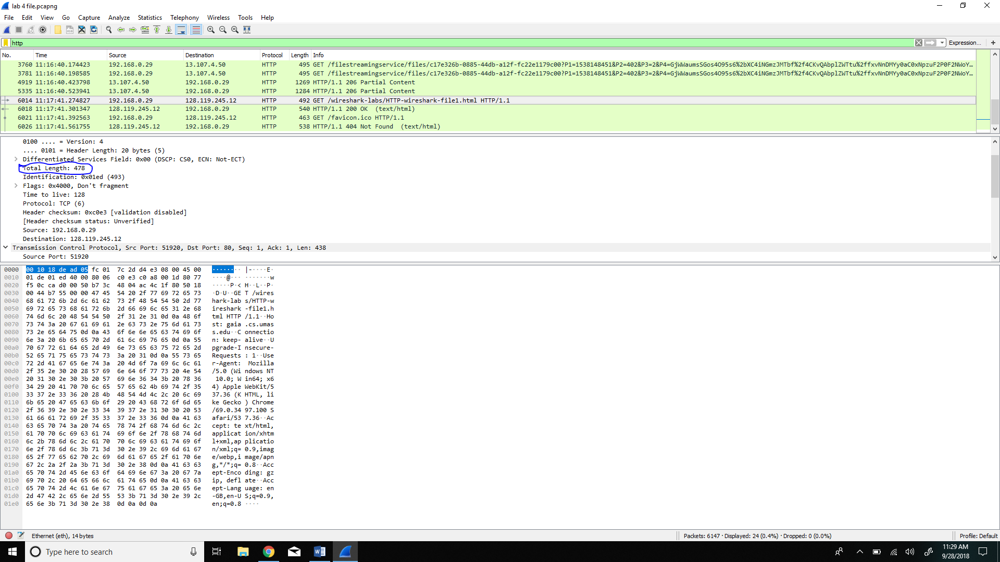 lab 4 file.pcapng
File Edit View Go Capture Analyze Statistics Telephony Wireless Tools Help
http Expression... +
No. Time Source Destination Protocol Length Info
3760 11:16:40.174423 192.168.0.29 13.107.4.50 HTTP 495 GET /filestreamingservice/files/c17e326b-0885-44db-a12f-fc22e1179c00?P1=1538148451&P2=402&P3=2&P4=GjWWaumsSGos4O95s6%2bXC4iNGmzJMTbf%2f4CKvQAbplZWTtu%2ffxvNnDMYy0aC0xNpzuF2P0F2NWoY…
3781 11:16:40.198585 192.168.0.29 13.107.4.50 HTTP 495 GET /filestreamingservice/files/c17e326b-0885-44db-a12f-fc22e1179c00?P1=1538148451&P2=402&P3=2&P4=GjWWaumsSGos4O95s6%2bXC4iNGmzJMTbf%2f4CKvQAbplZWTtu%2ffxvNnDMYy0aC0xNpzuF2P0F2NWoY…
4919 11:16:40.423798 13.107.4.50 192.168.0.29 HTTP 1269 HTTP/1.1 206 Partial Content
5335 11:16:40.523941 13.107.4.50 192.168.0.29 HTTP 1284 HTTP/1.1 206 Partial Content
6014 11:17:41.274827 192.168.0.29 128.119.245.12 HTTP 492 GET /wireshark-labs/HTTP-wireshark-file1.html HTTP/1.1
6018 11:17:41.301347 128.119.245.12 192.168.0.29 HTTP 540 HTTP/1.1 200 OK (text/html)
6021 11:17:41.392563 192.168.0.29 128.119.245.12 HTTP 463 GET /favicon.ico HTTP/1.1
6026 11:17:41.561755 128.119.245.12 192.168.0.29 HTTP 538 HTTP/1.1 404 Not Found (text/html)
0100 .... = Version: 4
.... 0101 = Header Length: 20 bytes (5)
Differentiated Services Field: 0x00 (DSCP: CS0, ECN: Not-ECT)
Total Length: 478
Identification: 0x01ed (493)
Flags: 0x4000, Don't fragment
Time to live: 128
Protocol: TCP (6)
Header checksum: 0xc0e3 [validation disabled]
[Header checksum status: Unverified]
Source: 192.168.0.29
Destination: 128.119.245.12
Transmission Control Protocol, Src Port: 51920, Dst Port: 80, Seq: 1, Ack: 1, Len: 438
Source Port: 51920
0000 00 10 18 de ad 05 fc 01 7c 2d d4 e3 08 00 45 00 ········ |-····E·
0010 01 de 01 ed 40 00 80 06 c0 e3 c0 a8 00 1d 80 77 ····@··· ·······w
0020 f5 0c ca d0 00 50 b7 3c 48 04 ac 4c 1f 80 50 18 ·····P·< H··L··P·
0030 00 44 b7 55 00 00 47 45 54 20 2f 77 69 72 65 73 ·D·U··GE T /wires
0040 68 61 72 6b 2d 6c 61 62 73 2f 48 54 54 50 2d 77 hark-lab s/HTTP-w
0050 69 72 65 73 68 61 72 6b 2d 66 69 6c 65 31 2e 68 ireshark -file1.h
0060 74 6d 6c 20 48 54 54 50 2f 31 2e 31 0d 0a 48 6f tml HTTP /1.1··Ho
0070 73 74 3a 20 67 61 69 61 2e 63 73 2e 75 6d 61 73 st: gaia .cs.umas
0080 73 2e 65 64 75 0d 0a 43 6f 6e 6e 65 63 74 69 6f s.edu··C onnectio
0090 6e 3a 20 6b 65 65 70 2d 61 6c 69 76 65 0d 0a 55 n: keep- alive··U
00a0 70 67 72 61 64 65 2d 49 6e 73 65 63 75 72 65 2d pgrade-I nsecure-
00b0 52 65 71 75 65 73 74 73 3a 20 31 0d 0a 55 73 65 Requests : 1··Use
00c0 72 2d 41 67 65 6e 74 3a 20 4d 6f 7a 69 6c 6c 61 r-Agent: Mozilla
00d0 2f 35 2e 30 20 28 57 69 6e 64 6f 77 73 20 4e 54 /5.0 (Wi ndows NT
00e0 20 31 30 2e 30 3b 20 57 69 6e 36 34 3b 20 78 36 10.0; W in64; x6
00f0 34 29 20 41 70 70 6c 65 57 65 62 4b 69 74 2f 35 4) Apple WebKit/5
0100 33 37 2e 33 36 20 28 4b 48 54 4d 4c 2c 20 6c 69 37.36 (K HTML, li
0110 6b 65 20 47 65 63 6b 6f 29 20 43 68 72 6f 6d 65 ke Gecko ) Chrome
0120 2f 36 39 2e 30 2e 33 34 39 37 2e 31 30 30 20 53 /69.0.34 97.100 S
0130 61 66 61 72 69 2f 35 33 37 2e 33 36 0d 0a 41 63 afari/53 7.36··Ac
0140 63 65 70 74 3a 20 74 65 78 74 2f 68 74 6d 6c 2c cept: te xt/html,
0150 61 70 70 6c 69 63 61 74 69 6f 6e 2f 78 68 74 6d applicat ion/xhtm
0160 6c 2b 78 6d 6c 2c 61 70 70 6c 69 63 61 74 69 6f l+xml,ap plicatio
0170 6e 2f 78 6d 6c 3b 71 3d 30 2e 39 2c 69 6d 61 67 n/xml;q= 0.9,imag
0180 65 2f 77 65 62 70 2c 69 6d 61 67 65 2f 61 70 6e e/webp,i mage/apn
0190 67 2c 2a 2f 2a 3b 71 3d 30 2e 38 0d 0a 41 63 63 g,*/*;q= 0.8··Acc
01a0 65 70 74 2d 45 6e 63 6f 64 69 6e 67 3a 20 67 7a ept-Enco ding: gz
01b0 69 70 2c 20 64 65 66 6c 61 74 65 0d 0a 41 63 63 ip, defl ate··Acc
01c0 65 70 74 2d 4c 61 6e 67 75 61 67 65 3a 20 65 6e ept-Lang uage: en
01d0 2d 47 42 2c 65 6e 2d 55 53 3b 71 3d 30 2e 39 2c -GB,en-U S;q=0.9,
01e0 65 6e 3b 71 3d 30 2e 38 0d 0a 0d 0a en;q=0.8 ····
Ethernet (eth), 14 bytes Packets: 6147 · Displayed: 24 (0.4%) · Dropped: 0 (0.0%) Profile: Default
Type here to search 11:29 AM
9/28/2018